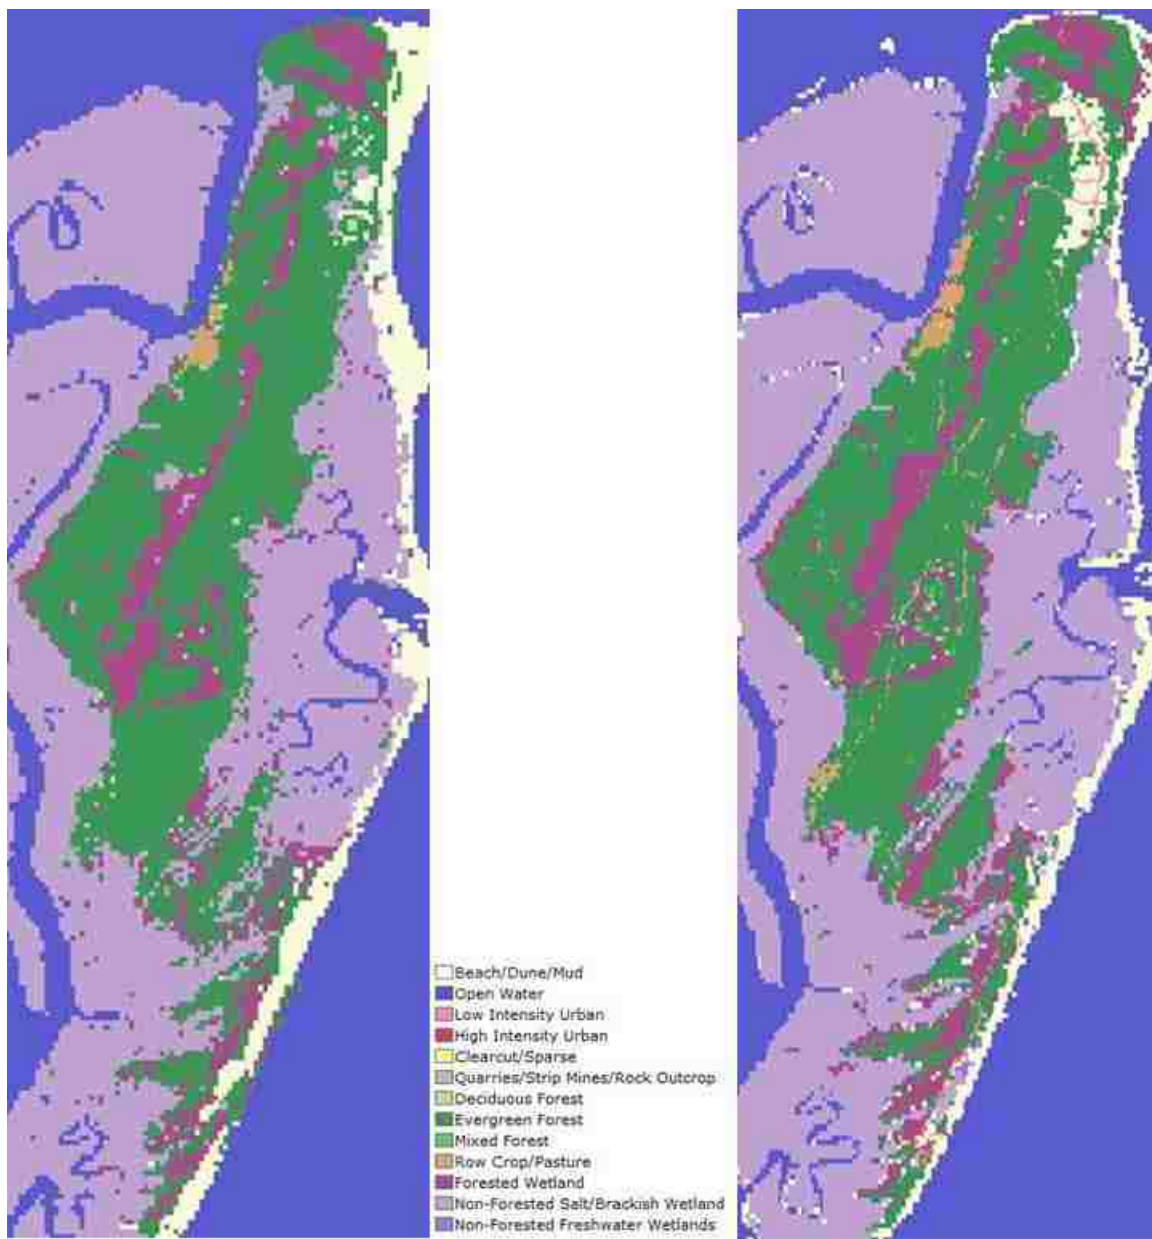 Beach/Dune/Mud
Open Water
Low Intensity Urban
High Intensity Urban
Clearcut/Sparse
Quarries/Strip Mines/Rock Outcrop
Deciduous Forest
Evergreen Forest
Mixed Forest
Row Crop/Pasture
Forested Wetland
Non-Forested Salt/Brackish Wetland
Non-Forested Freshwater Wetlands